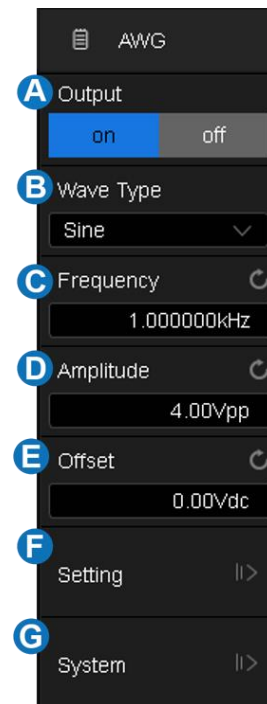 AWG
A Output
on off
B Wave Type
Sine
C Frequency
1.000000kHz
D Amplitude
4.00Vpp
E Offset
0.00Vdc
F
Setting
G
System